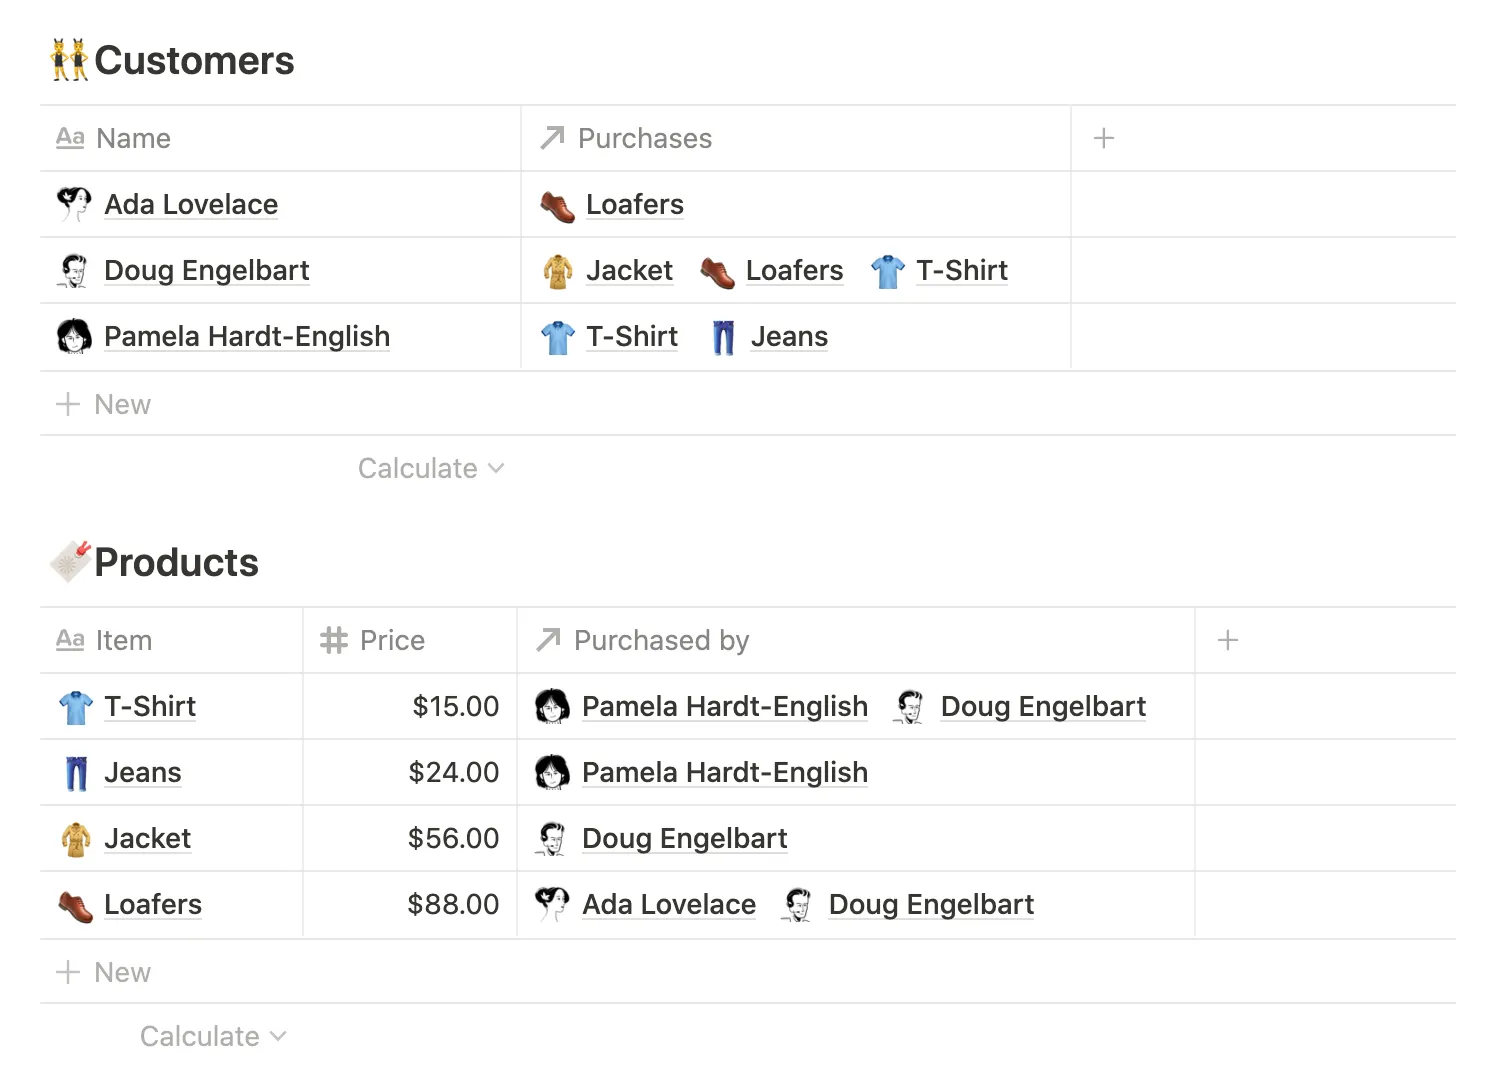 Customers
Aa Name Purchases
Ada Lovelace Loafers
Doug Engelbart Jacket Loafers T-Shirt
Pamela Hardt-English T-Shirt Jeans
+ New
Calculate
Products
Aa Item # Price Purchased by
T-Shirt $15.00 Pamela Hardt-English Doug Engelbart
Jeans $24.00 Pamela Hardt-English
Jacket $56.00 Doug Engelbart
Loafers $88.00 Ada Lovelace Doug Engelbart
+ New
Calculate